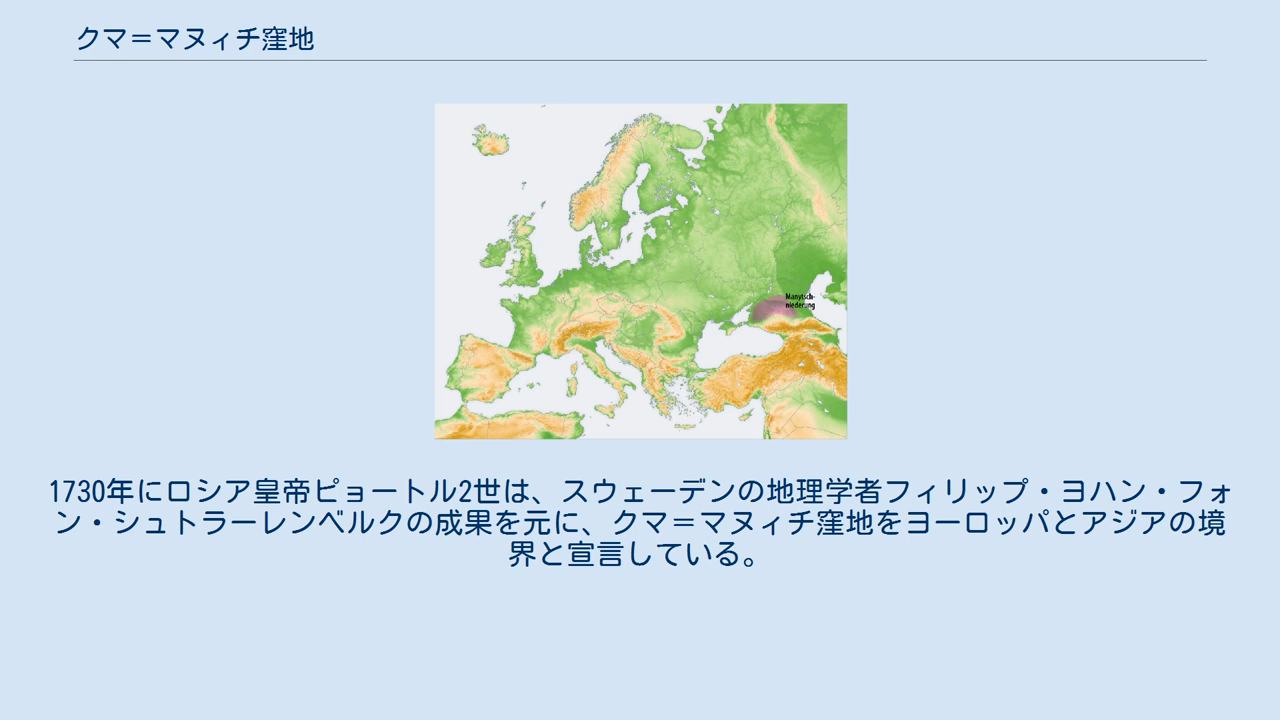 クマ＝マヌィチ窪地
Manytsch-
niederung
1730年にロシア皇帝ピョートル2世は、スウェーデンの地理学者フィリップ・ヨハン・フォ
ン・シュトラーレンベルクの成果を元に、クマ＝マヌィチ窪地をヨーロッパとアジアの境
界と宣言している。